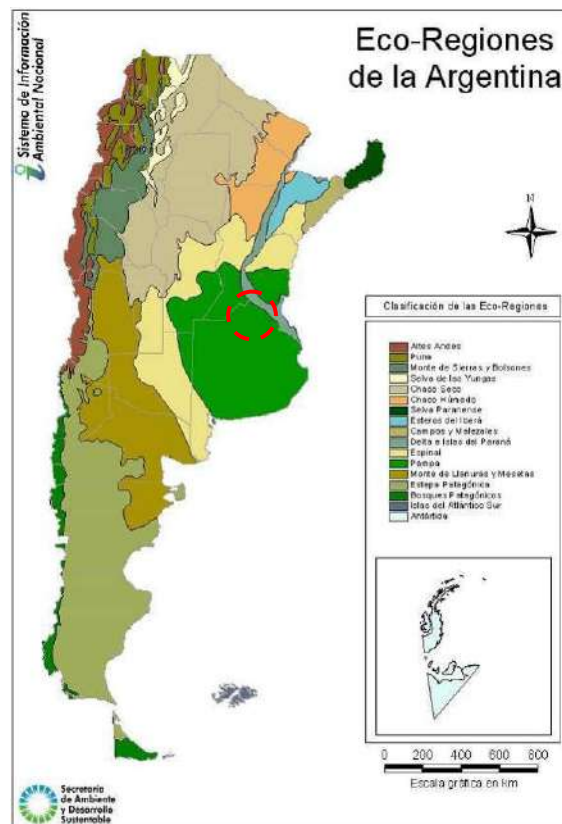 Sistema de Información
Ambiental Nacional
Eco-Regiones
de la Argentina
N
Clasificación de las Eco-Regiones
Altos Andes
Puna
Monte de Sierras y Bolsones
Selva de las Yungas
Chaco Seco
Chaco Húmedo
Selva Paranense
Esteros del Iberá
Campos y Malezales
Delta e Islas del Paraná
Espinal
Pampa
Monte de Llanuras y Mesetas
Estepa Patagónica
Bosques Patagónicos
Islas del Atlántico Sur
Antártida
0 200 400 600 800
Escala gráfica en km
Secretaría
de Ambiente
y Desarrollo
Sustentable